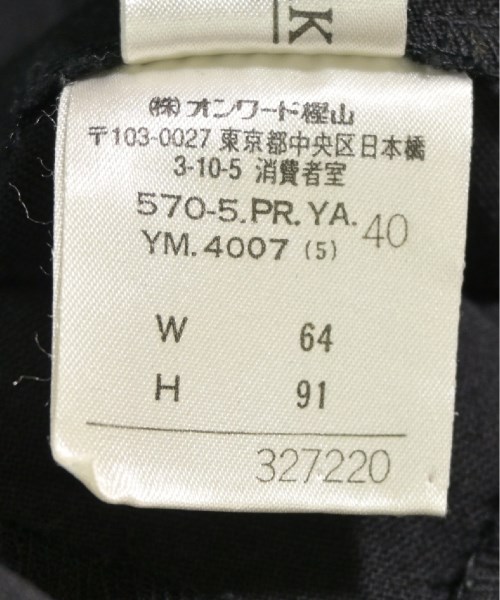 K
(株)オンワード樫山
〒103-0027 東京都中央区日本橋
3-10-5 消費者室
570-5.PR.YA. 40
YM.4007 (5)
W 64
H 91
327220